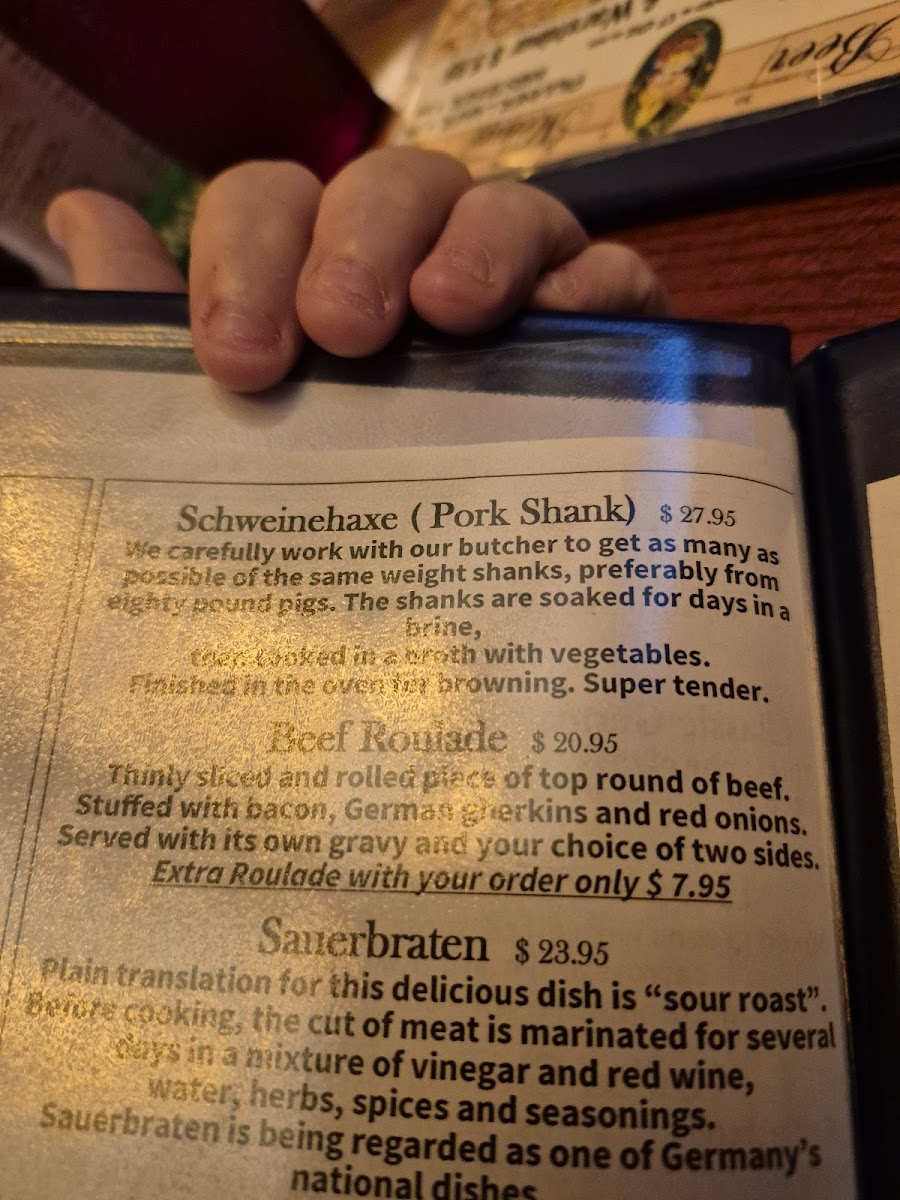 Beer
Schweinehaxe ( Pork Shank) $ 27.95
We carefully work with our butcher to get as many as
possible of the same weight shanks, preferably from
eighty pound pigs. The shanks are soaked for days in a
brine,
then cooked in a broth with vegetables.
Finished in the oven for browning. Super tender.
Beef Roulade $ 20.95
Thinly sliced and rolled piece of top round of beef.
Stuffed with bacon, German gherkins and red onions.
Served with its own gravy and your choice of two sides.
Extra Roulade with your order only $ 7.95
Sauerbraten $ 23.95
Plain translation for this delicious dish is “sour roast”.
Before cooking, the cut of meat is marinated for several
days in a mixture of vinegar and red wine,
water, herbs, spices and seasonings.
Sauerbraten is being regarded as one of Germany’s
national dishes